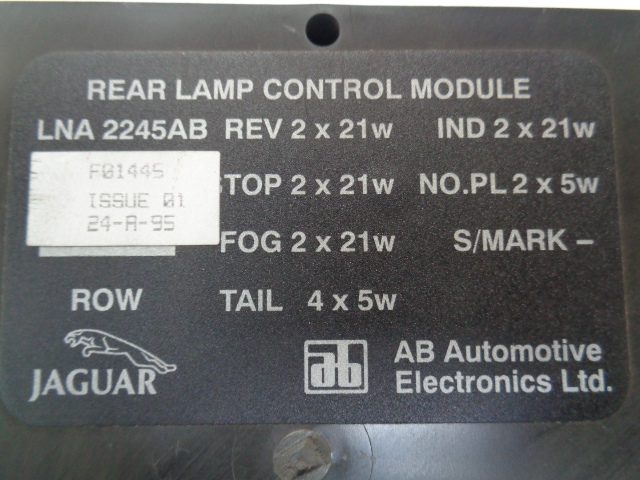 REAR LAMP CONTROL MODULE
LNA 2245AB REV 2 x 21w IND 2 x 21w
F01445
ISSUE 01
24-A-95
STOP 2 x 21w NO.PL 2 x 5w
FOG 2 x 21w S/MARK –
ROW TAIL 4 x 5w
JAGUAR
ab
AB Automotive
Electronics Ltd.